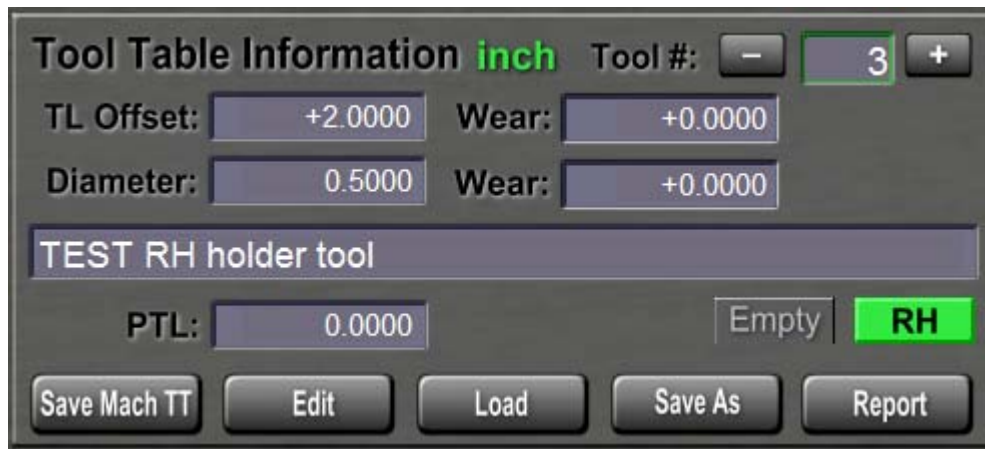 Tool Table Information inch Tool #: − 3 +
TL Offset: +2.0000 Wear: +0.0000
Diameter: 0.5000 Wear: +0.0000
TEST RH holder tool
PTL: 0.0000 Empty RH
Save Mach TT Edit Load Save As Report